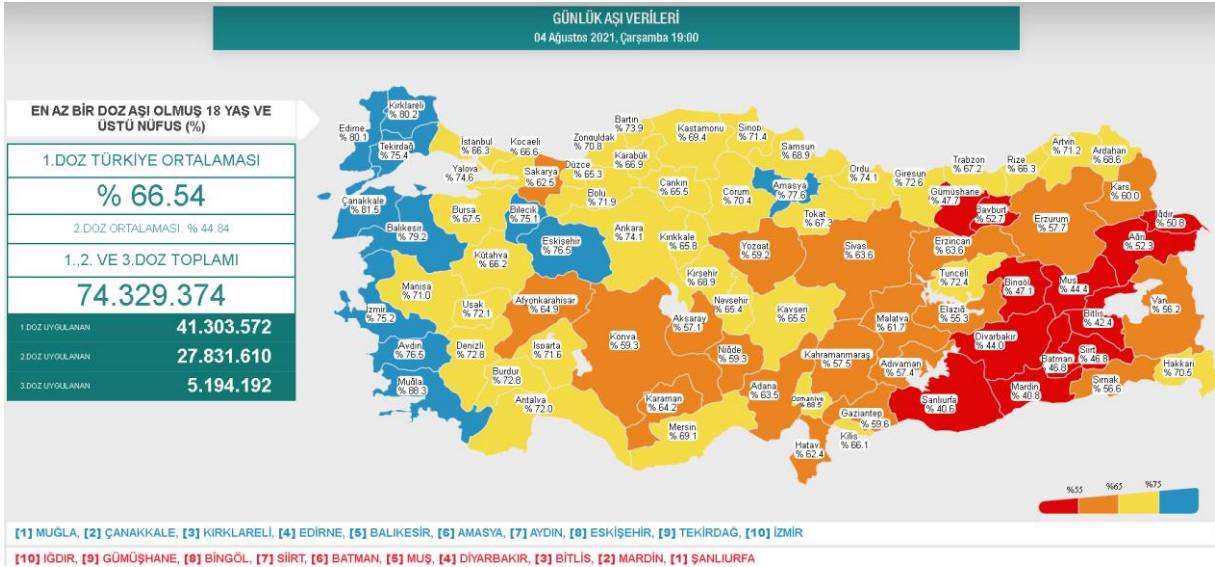 GÜNLÜK AŞI VERİLERİ
04 Ağustos 2021, Çarşamba 19:00
EN AZ BİR DOZ AŞI OLMUŞ 18 YAŞ VE
ÜSTÜ NÜFUS (%)
1.DOZ TÜRKİYE ORTALAMASI
% 66.54
2.DOZ ORTALAMASI: % 44.84
1.,2. VE 3.DOZ TOPLAMI
74.329.374
1.DOZ UYGULANAN 41.303.572
2.DOZ UYGULANAN 27.831.610
3.DOZ UYGULANAN 5.194.192
Kırklareli
% 80.2
Edirne
% 80.1
Tekirdağ
% 75.4
İstanbul
% 66.3
Kocaeli
% 66.6
Yalova
% 74.6
Sakarya
% 62.5
Düzce
% 65.3
Zonguldak
% 70.8
Bartın
% 73.9
Karabük
% 66.9
Kastamonu
% 69.4
Sinop
% 71.4
Samsun
% 68.9
Bolu
% 71.9
Çankırı
% 65.5
Çorum
% 70.4
Amasya
% 77.6
Tokat
% 67.3
Ordu
% 74.1
Giresun
% 72.6
Trabzon
% 67.2
Rize
% 66.3
Artvin
% 71.2
Ardahan
% 68.6
Gümüşhane
% 47.7
Bayburt
% 52.7
Kars
% 60.0
Iğdır
% 50.8
Ağrı
% 52.3
Erzurum
% 57.7
Erzincan
% 63.6
Çanakkale
% 81.5
Balıkesir
% 79.2
Bursa
% 67.5
Bilecik
% 75.1
Eskişehir
% 76.5
Kütahya
% 66.2
Ankara
% 74.1
Kırıkkale
% 65.8
Kırşehir
% 68.9
Yozgat
% 59.2
Sivas
% 63.6
Tunceli
% 72.4
Bingöl
% 47.1
Muş
% 44.4
Bitlis
% 42.4
Van
% 56.2
Hakkari
% 70.5
Manisa
% 71.0
İzmir
% 75.2
Uşak
% 72.1
Afyonkarahisar
% 64.9
Aydın
% 76.5
Denizli
% 72.8
Isparta
% 71.6
Burdur
% 72.8
Muğla
% 88.3
Antalya
% 72.0
Konya
% 59.3
Aksaray
% 57.1
Nevşehir
% 65.4
Kayseri
% 65.5
Niğde
% 59.3
Karaman
% 64.2
Mersin
% 69.1
Adana
% 63.5
Osmaniye
% 68.5
Hatay
% 62.4
Kahramanmaraş
% 57.5
Malatya
% 61.7
Elazığ
% 55.3
Adıyaman
% 57.4
Gaziantep
% 59.6
Kilis
% 66.1
Şanlıurfa
% 40.6
Diyarbakır
% 44.0
Mardin
% 40.8
Batman
% 46.8
Siirt
% 46.8
Şırnak
% 56.6
%55 %65 %75
[1] MUĞLA, [2] ÇANAKKALE, [3] KIRKLARELİ, [4] EDİRNE, [5] BALIKESİR, [6] AMASYA, [7] AYDIN, [8] ESKİŞEHİR, [9] TEKİRDAĞ, [10] İZMİR
[10] IĞDIR, [9] GÜMÜŞHANE, [8] BİNGÖL, [7] SİİRT, [6] BATMAN, [5] MUŞ, [4] DİYARBAKIR, [3] BİTLİS, [2] MARDİN, [1] ŞANLIURFA